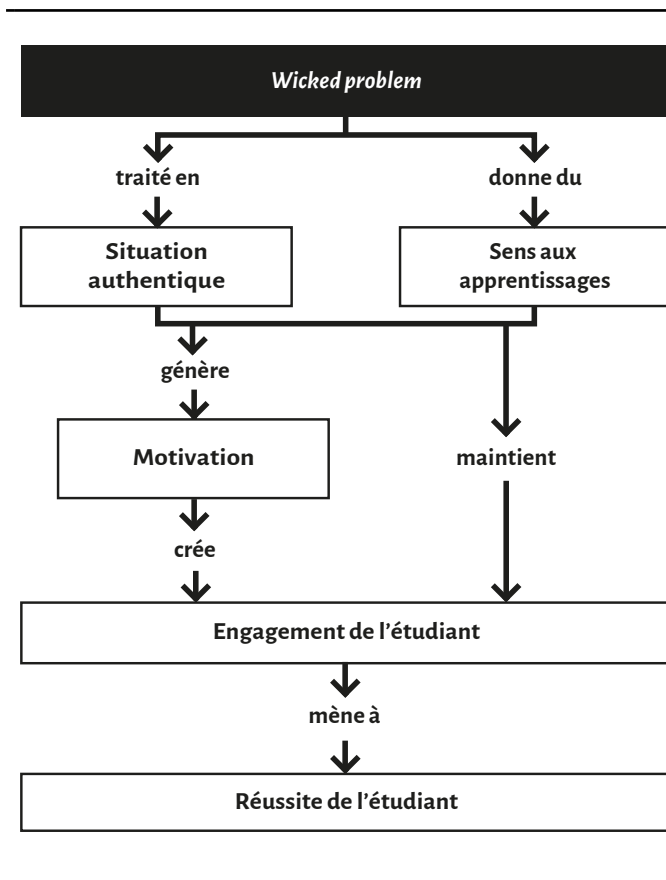 Wicked problem
traité en
donne du
Situation
authentique
Sens aux
apprentissages
génère
Motivation
maintient
crée
Engagement de l’étudiant
mène à
Réussite de l’étudiant